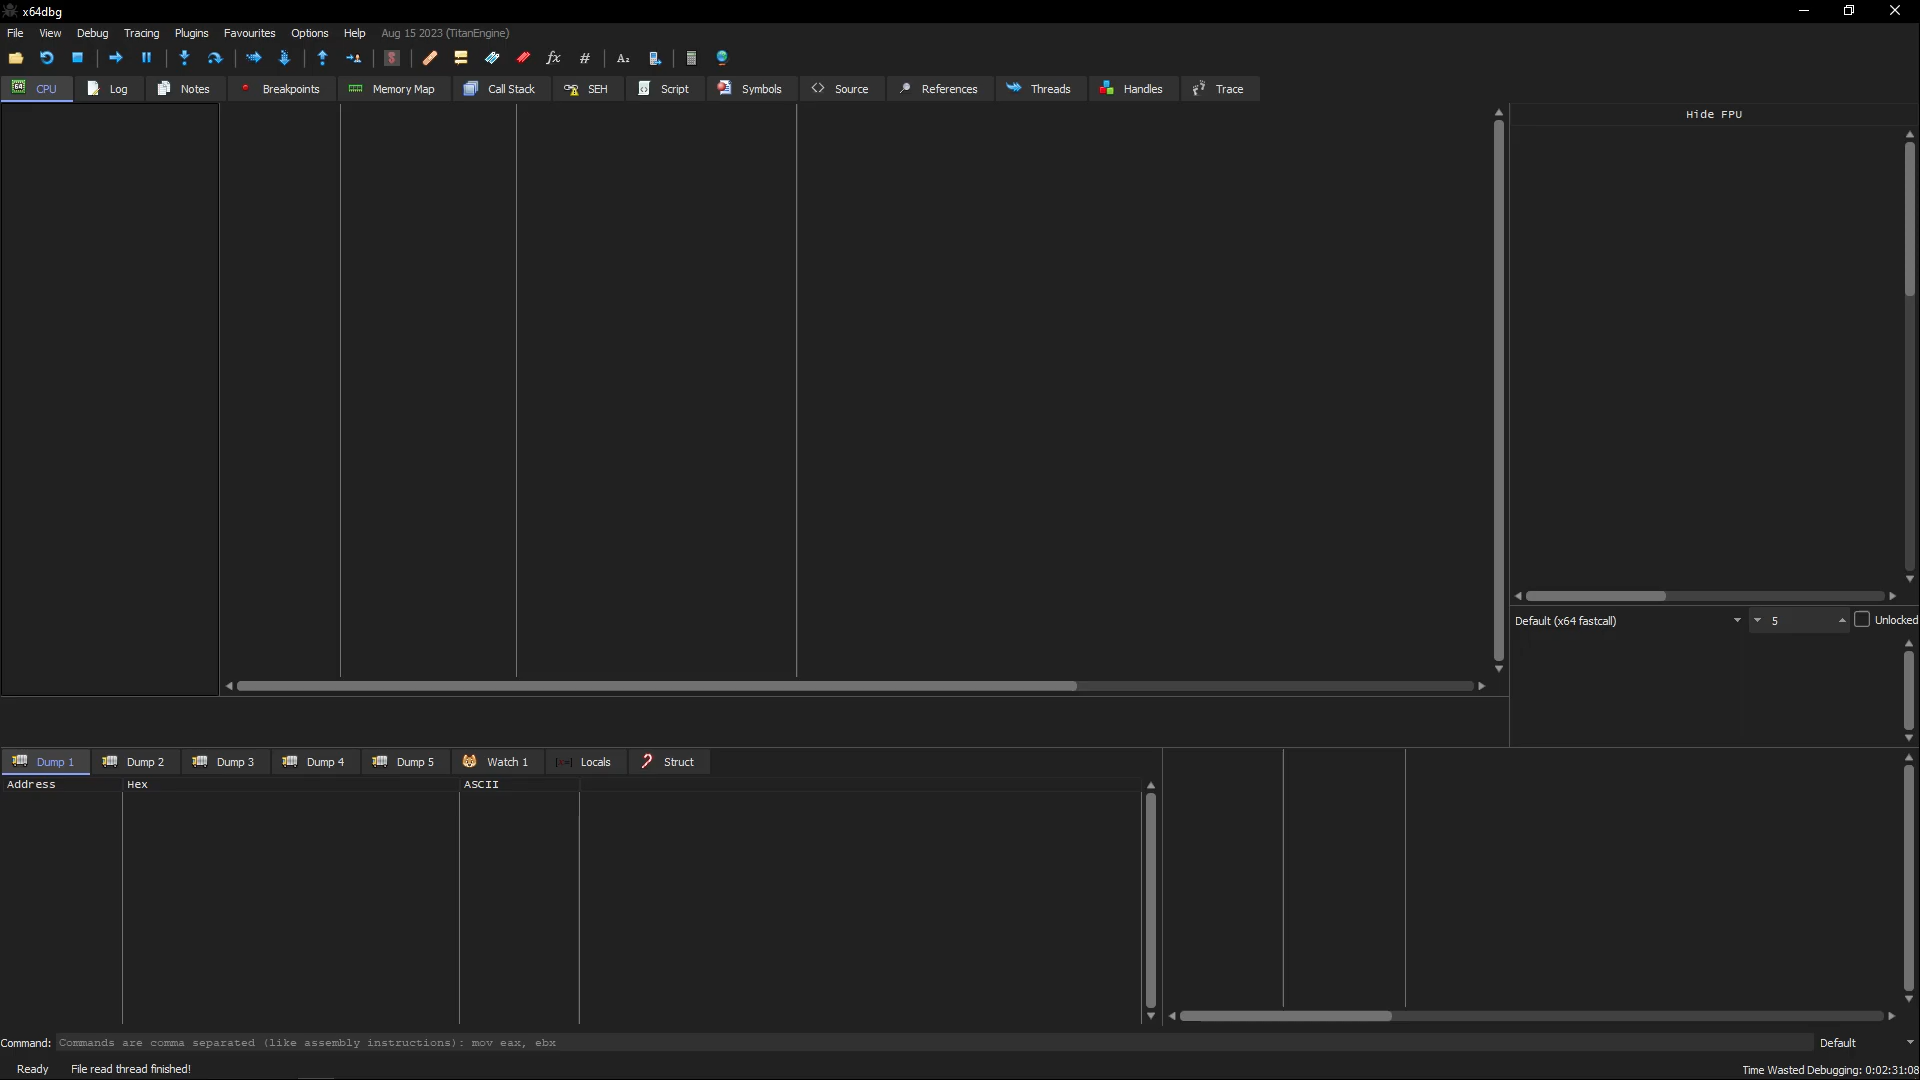 x64dbg
File View Debug Tracing Plugins Favourites Options Help Aug 15 2023 (TitanEngine)
$ fx # A₂
64 CPU Log Notes Breakpoints Memory Map Call Stack SEH Script Symbols <> Source References Threads Handles Trace
Hide FPU
Default (x64 fastcall) 5 Unlocked
Dump 1 Dump 2 Dump 3 Dump 4 Dump 5 Watch 1 Locals Struct
Address Hex ASCII
Command: Commands are comma separated (like assembly instructions): mov eax, ebx Default
Ready File read thread finished! Time Wasted Debugging: 0:02:31:08